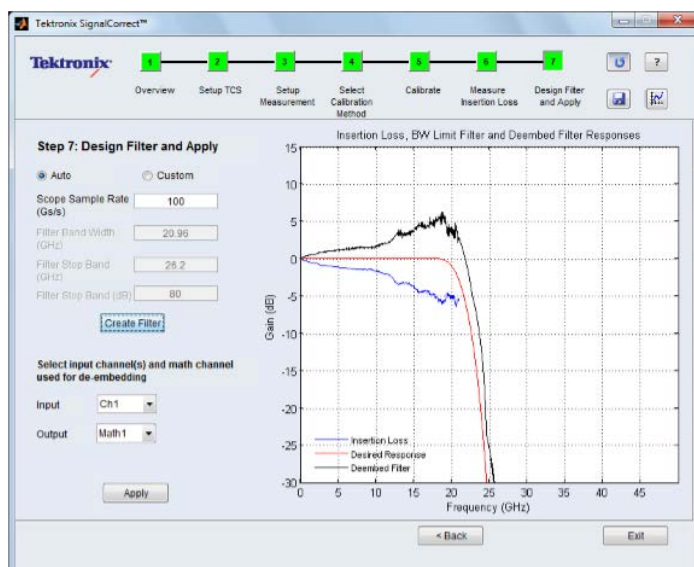 Tektronix SignalCorrect™
Tektronix
1
2
3
4
5
6
7
?
Overview
Setup TCS
Setup
Measurement
Select
Calibration
Method
Calibrate
Measure
Insertion Loss
Design Filter
and Apply
Step 7: Design Filter and Apply
Auto
Custom
Scope Sample Rate
(Gs/s)
100
Filter Band Width
(GHz)
20.96
Filter Stop Band
(GHz)
26.2
Filter Stop Band (dB)
80
Create Filter
Select input channel(s) and math channel
used for de-embedding
Input
Ch1
Output
Math1
Apply
Insertion Loss, BW Limit Filter and Deembed Filter Responses
15
10
5
0
-5
-10
-15
-20
-25
-30
Gain (dB)
Insertion Loss
Desired Response
Deembed Filter
0 5 10 15 20 25 30 35 40 45
Frequency (GHz)
< Back
Exit